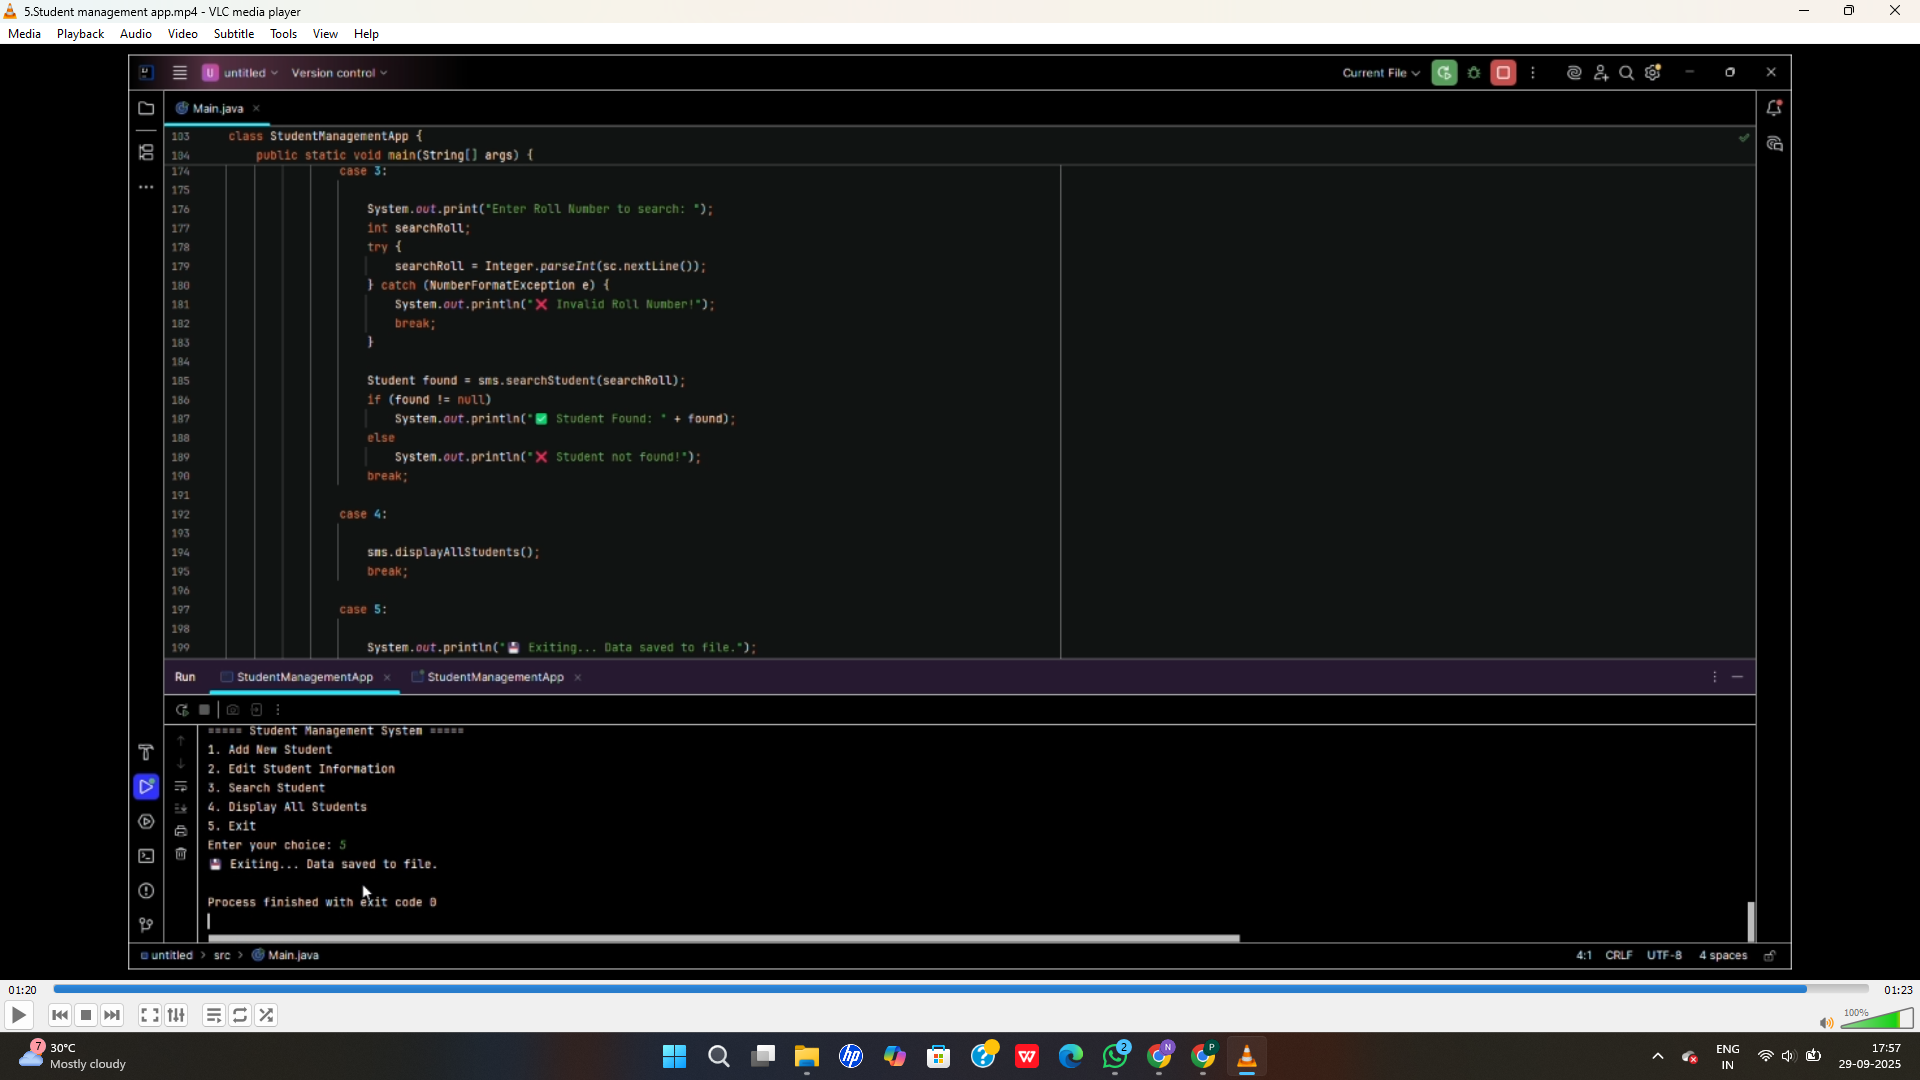 5.Student management app.mp4 - VLC media player
Media Playback Audio Video Subtitle Tools View Help
U untitled Version control Current File
Main.java
183 class StudentManagementApp {
184 public static void main(String[] args) {
174 case 3:
175
176 System.out.print("Enter Roll Number to search: ");
177 int searchRoll;
178 try {
179 searchRoll = Integer.parseInt(sc.nextLine());
180 } catch (NumberFormatException e) {
181 System.out.println("❌ Invalid Roll Number!");
182 break;
183 }
184
185 Student found = sms.searchStudent(searchRoll);
186 if (found != null)
187 System.out.println("✅ Student Found: " + found);
188 else
189 System.out.println("❌ Student not found!");
190 break;
191
192 case 4:
193
194 sms.displayAllStudents();
195 break;
196
197 case 5:
198
199 System.out.println("💾 Exiting... Data saved to file.");
Run StudentManagementApp StudentManagementApp
===== Student Management System =====
1. Add New Student
2. Edit Student Information
3. Search Student
4. Display All Students
5. Exit
Enter your choice: 5
💾 Exiting... Data saved to file.
Process finished with exit code 0
untitled > src > Main.java 4:1 CRLF UTF-8 4 spaces
01:20 01:23
100%
7 30°C
Mostly cloudy
hp W 2 N P
ENG
IN
17:57
29-09-2025